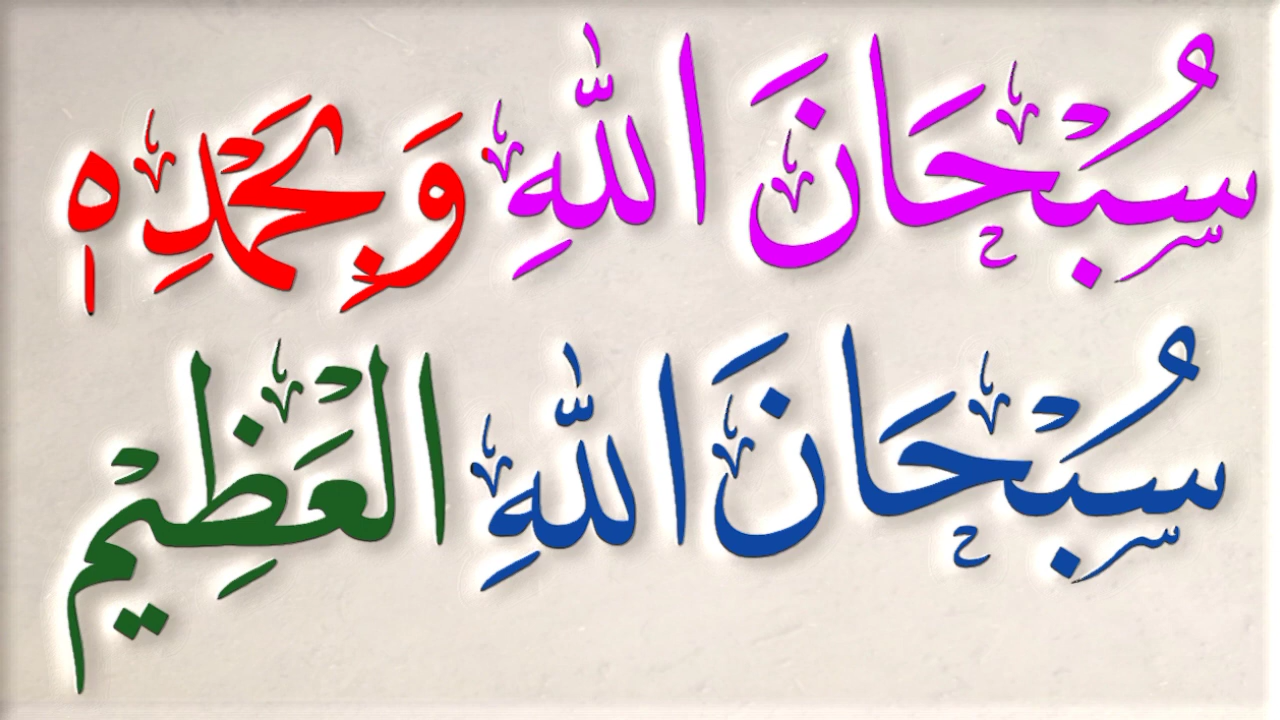 سُبْحَانَ اللّٰهِ وَبِحَمْدِهٖ
سُبْحَانَ اللّٰهِ الْعَظِيْمِ